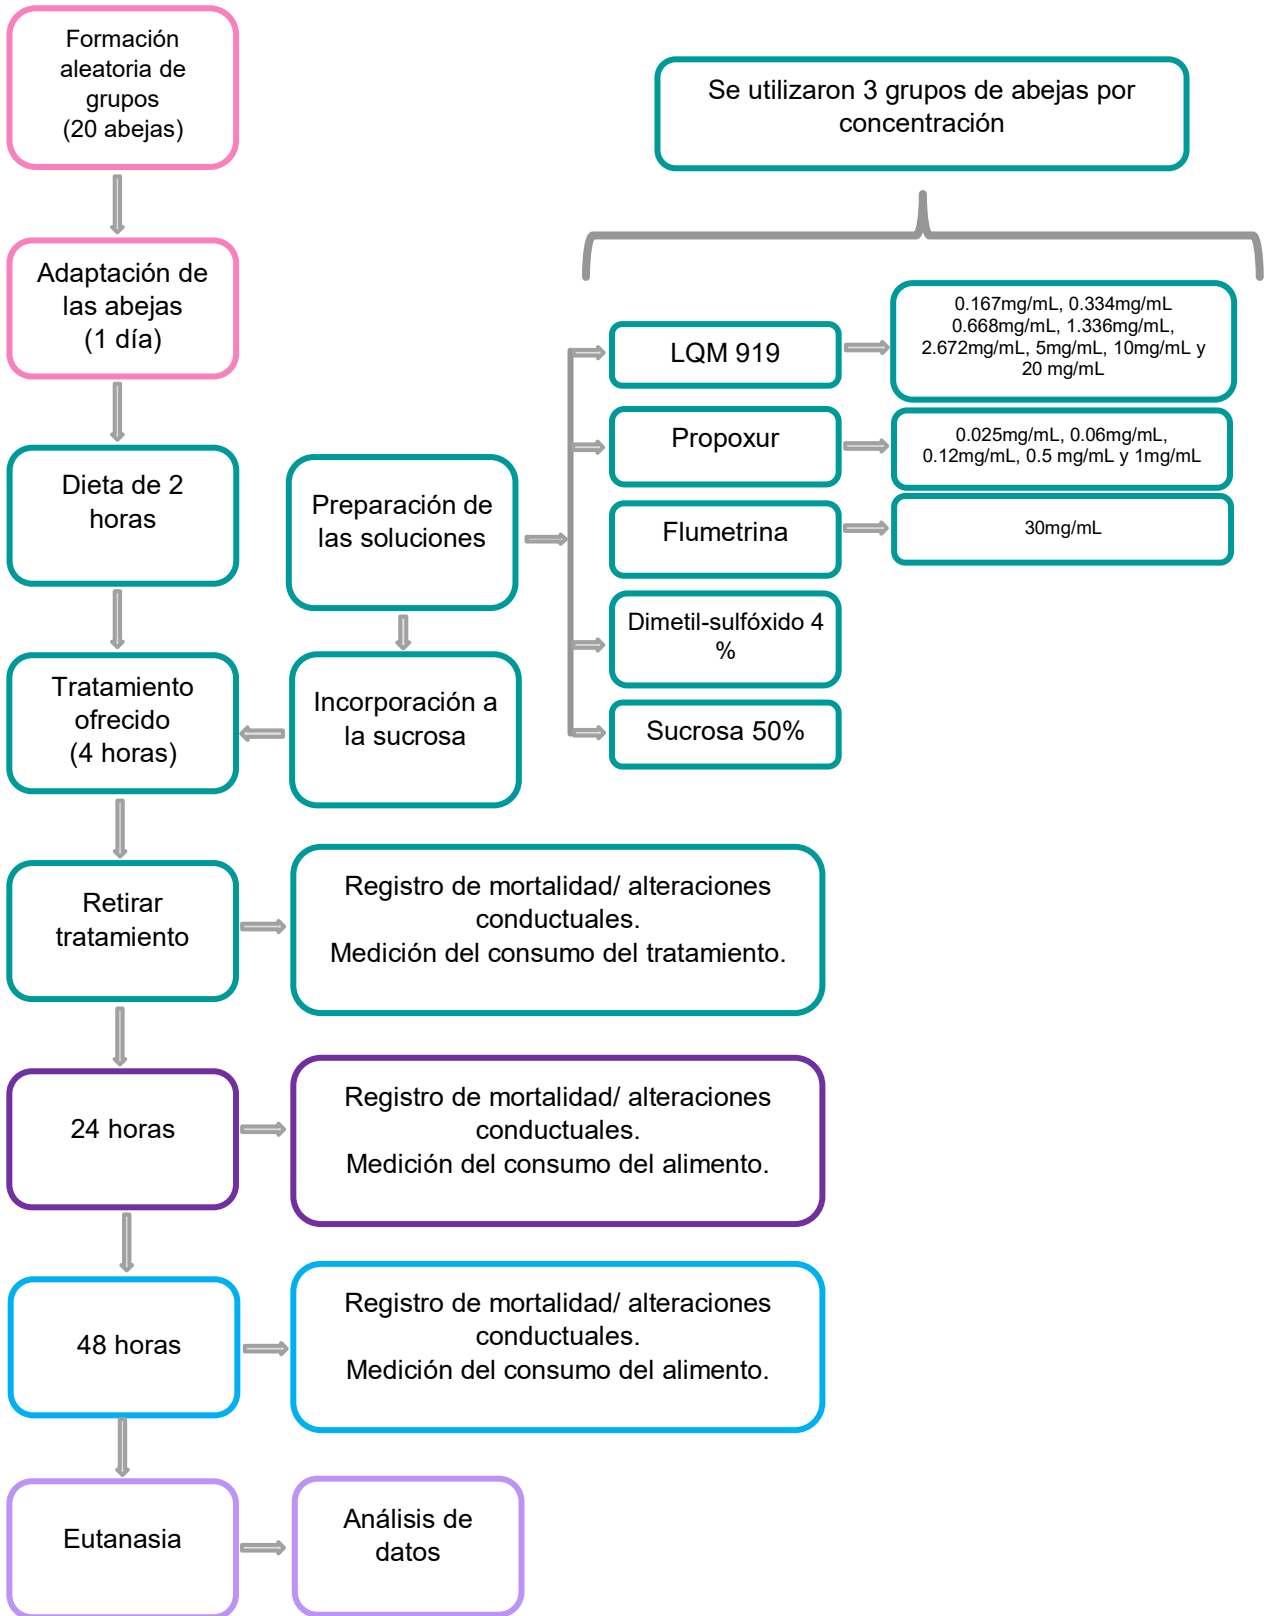 Formación
aleatoria de
grupos
(20 abejas)
Se utilizaron 3 grupos de abejas por
concentración
Adaptación de
las abejas
(1 día)
LQM 919
0.167mg/mL, 0.334mg/mL
0.668mg/mL, 1.336mg/mL,
2.672mg/mL, 5mg/mL, 10mg/mL y
20 mg/mL
Propoxur
0.025mg/mL, 0.06mg/mL,
0.12mg/mL, 0.5 mg/mL y 1mg/mL
Dieta de 2
horas
Preparación de
las soluciones
Flumetrina
30mg/mL
Dimetil-sulfóxido 4
%
Sucrosa 50%
Tratamiento
ofrecido
(4 horas)
Incorporación a
la sucrosa
Retirar
tratamiento
Registro de mortalidad/ alteraciones
conductuales.
Medición del consumo del tratamiento.
24 horas
Registro de mortalidad/ alteraciones
conductuales.
Medición del consumo del alimento.
48 horas
Registro de mortalidad/ alteraciones
conductuales.
Medición del consumo del alimento.
Eutanasia
Análisis de
datos